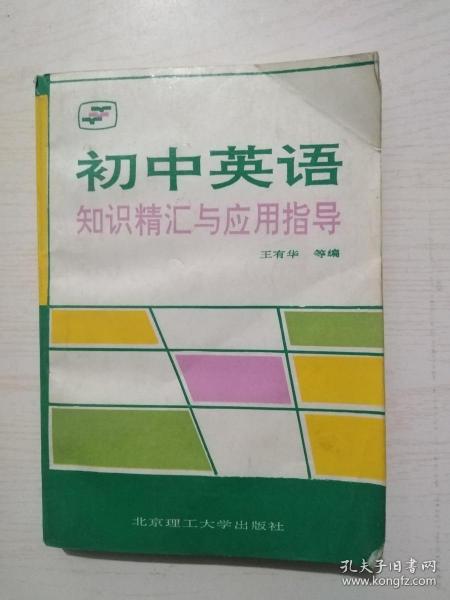 初中英语
知识精汇与应用指导
王有华 等编
北京理工大学出版社
孔夫子旧书网
www.kongfz.com